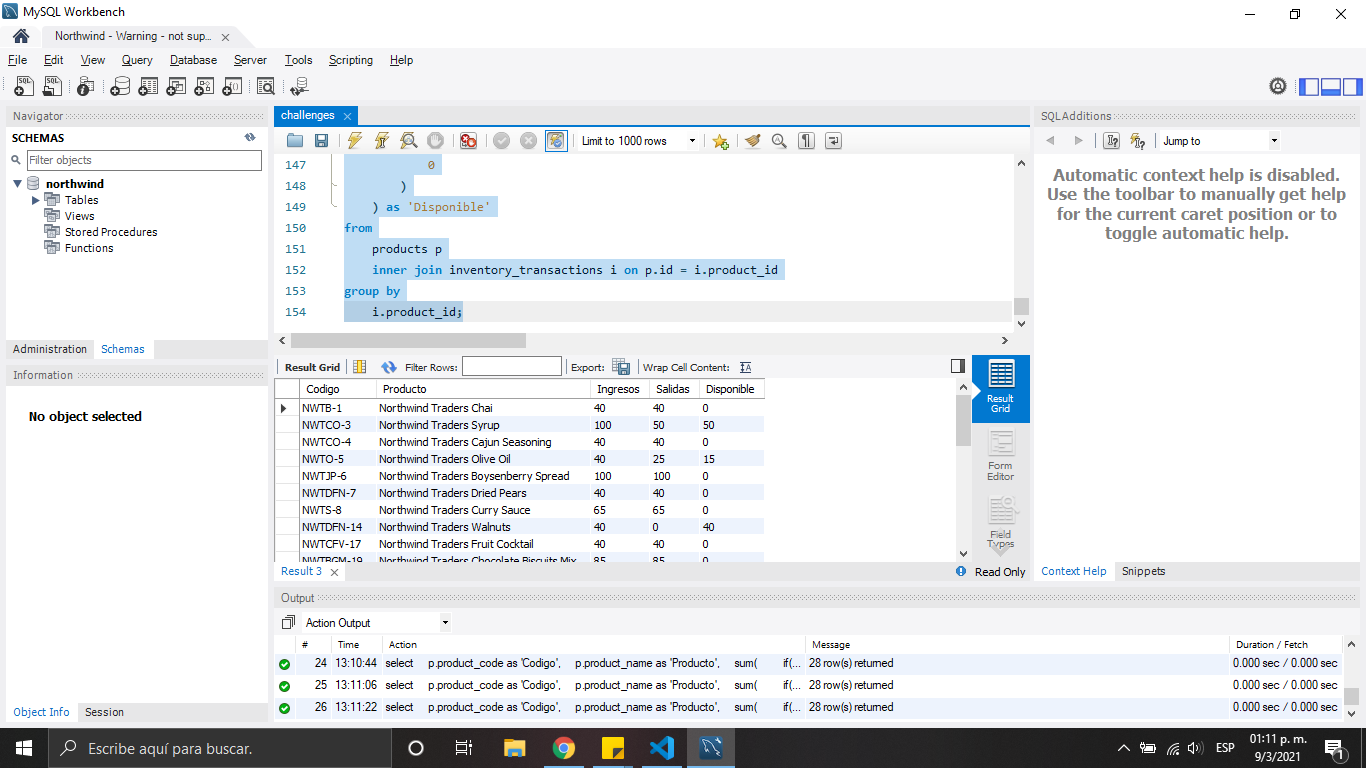 MySQL Workbench
Northwind - Warning - not sup...
File Edit View Query Database Server Tools Scripting Help
Navigator
SCHEMAS
Filter objects
northwind
Tables
Views
Stored Procedures
Functions
Administration Schemas
Information
No object selected
Object Info Session
challenges
Limit to 1000 rows
147 0
148 )
149 ) as 'Disponible'
150 from
151 products p
152 inner join inventory_transactions i on p.id = i.product_id
153 group by
154 i.product_id;
Result Grid Filter Rows: Export: Wrap Cell Content:
Codigo Producto Ingresos Salidas Disponible
NWTB-1 Northwind Traders Chai 40 40 0
NWTCO-3 Northwind Traders Syrup 100 50 50
NWTCO-4 Northwind Traders Cajun Seasoning 40 40 0
NWTO-5 Northwind Traders Olive Oil 40 25 15
NWTJP-6 Northwind Traders Boysenberry Spread 100 100 0
NWTDFN-7 Northwind Traders Dried Pears 40 40 0
NWTS-8 Northwind Traders Curry Sauce 65 65 0
NWTDFN-14 Northwind Traders Walnuts 40 0 40
NWTCFV-17 Northwind Traders Fruit Cocktail 40 40 0
NWTBGM-19 Northwind Traders Chocolate Biscuits Mix 85 85 0
Result Grid
Form Editor
Field Types
Result 3
Read Only
SQLAdditions
Jump to
Automatic context help is disabled.
Use the toolbar to manually get help
for the current caret position or to
toggle automatic help.
Context Help Snippets
Output
Action Output
# Time Action Message Duration / Fetch
24 13:10:44 select p.product_code as 'Codigo', p.product_name as 'Producto', sum( if(... 28 row(s) returned 0.000 sec / 0.000 sec
25 13:11:06 select p.product_code as 'Codigo', p.product_name as 'Producto', sum( if(... 28 row(s) returned 0.000 sec / 0.000 sec
26 13:11:22 select p.product_code as 'Codigo', p.product_name as 'Producto', sum( if(... 28 row(s) returned 0.000 sec / 0.000 sec
Escribe aquí para buscar.
ESP
01:11 p. m.
9/3/2021
1